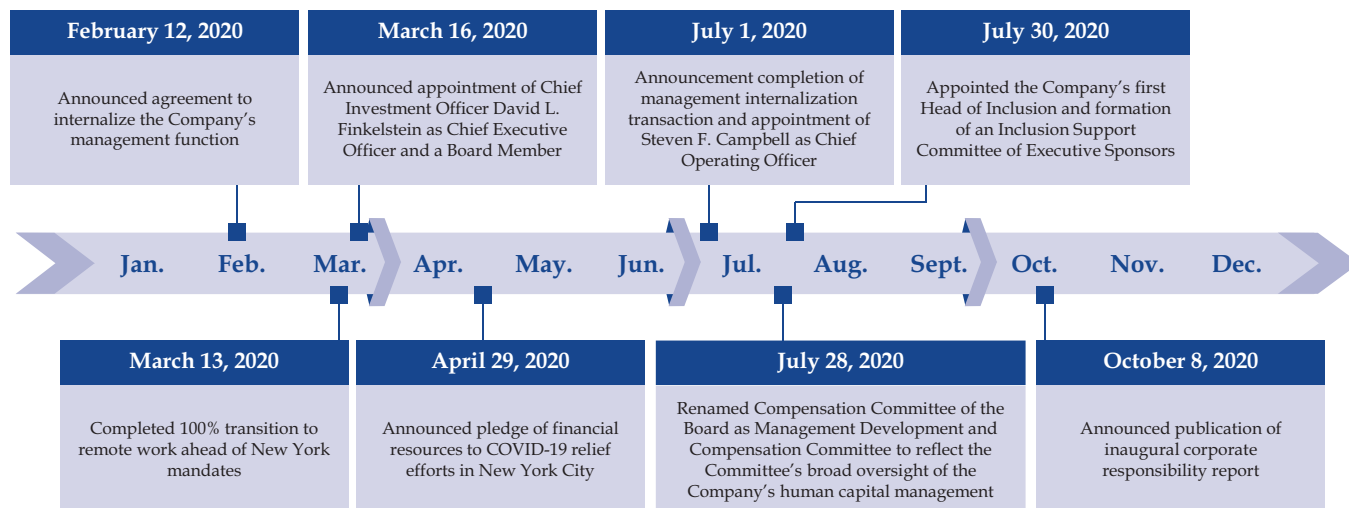 February 12, 2020
Announced agreement to
internalize the Company's
management function
March 16, 2020
Announced appointment of Chief
Investment Officer David L.
Finkelstein as Chief Executive
Officer and a Board Member
July 1, 2020
Announcement completion of
management internalization
transaction and appointment of
Steven F. Campbell as Chief
Operating Officer
July 30, 2020
Appointed the Company's first
Head of Inclusion and formation
of an Inclusion Support
Committee of Executive Sponsors
Jan. Feb. Mar. Apr. May. Jun. Jul. Aug. Sept. Oct. Nov. Dec.
March 13, 2020
Completed 100% transition to
remote work ahead of New York
mandates
April 29, 2020
Announced pledge of financial
resources to COVID-19 relief
efforts in New York City
July 28, 2020
Renamed Compensation Committee of the
Board as Management Development and
Compensation Committee to reflect the
Committee's broad oversight of the
Company's human capital management
October 8, 2020
Announced publication of
inaugural corporate
responsibility report